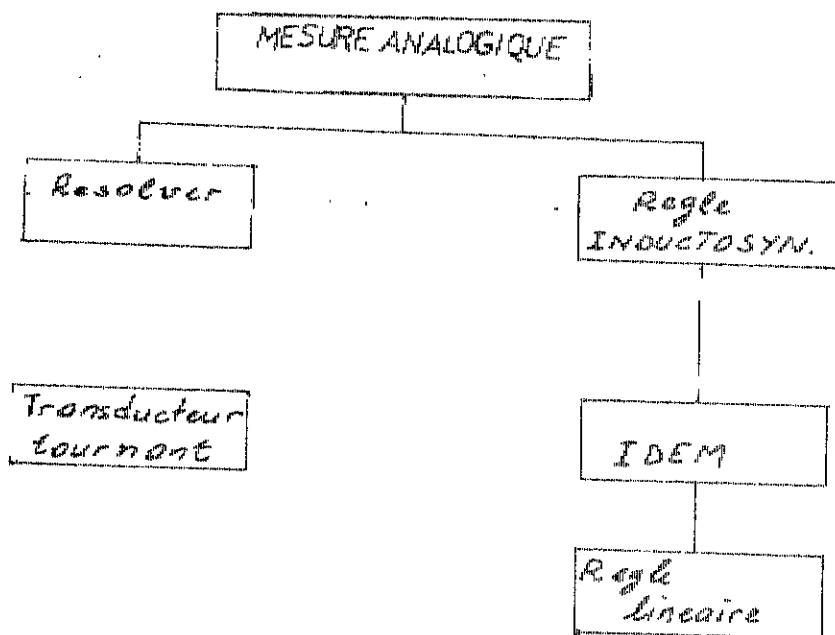 MESURE ANALOGIQUE
Resolver
Regle
INDUCTOSYN.
Transducteur
tournant
IDEM
Regle
lineaire